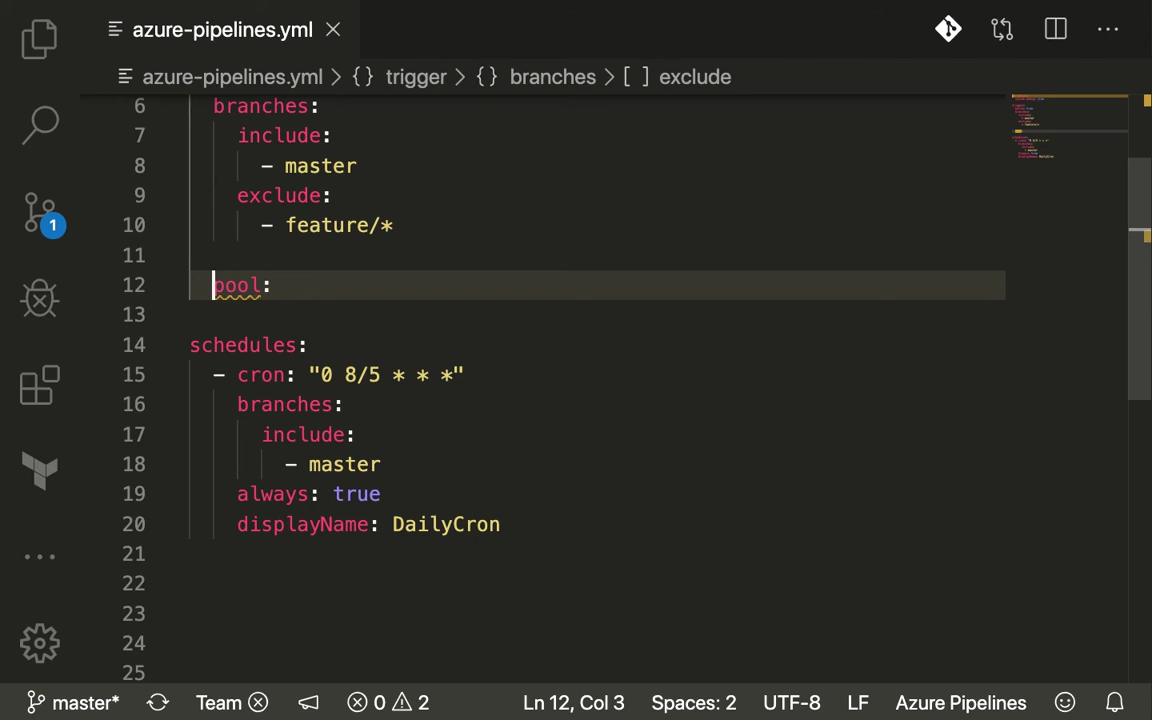 azure-pipelines.yml
azure-pipelines.yml > {} trigger > {} branches > [ ] exclude
6 branches:
7 include:
8 - master
9 exclude:
10 - feature/*
11
12 pool:
13
14 schedules:
15 - cron: "0 8/5 * * *"
16 branches:
17 include:
18 - master
19 always: true
20 displayName: DailyCron
21
22
23
24
25
1
master* Team 0 2 Ln 12, Col 3 Spaces: 2 UTF-8 LF Azure Pipelines